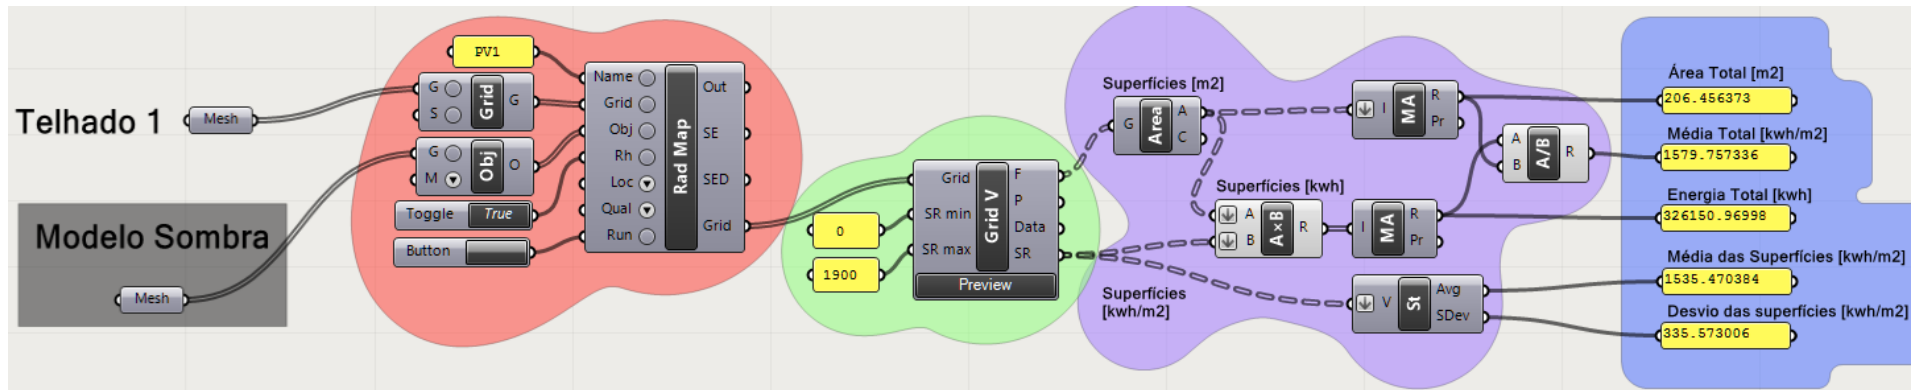 Telhado 1
Mesh
Modelo Sombra
Mesh
PV1
G
S
Grid
G
G
M
Obj
O
Toggle
True
Button
Name
Grid
Obj
Rh
Loc
Qual
Run
Rad Map
Out
SE
SED
Grid
0
1900
Grid
SR min
SR max
Grid V
F
P
Data
SR
Preview
Superfícies [m2]
G
Area
A
C
Superfícies [kwh]
A
B
A×B
R
Superfícies
[kwh/m2]
I
MA
R
Pr
I
MA
R
Pr
V
St
Avg
SDev
A
B
A/B
R
Área Total [m2]
206.456373
Média Total [kwh/m2]
1579.757336
Energia Total [kwh]
326150.96998
Média das Superfícies [kwh/m2]
1535.470384
Desvio das superfícies [kwh/m2]
335.573006